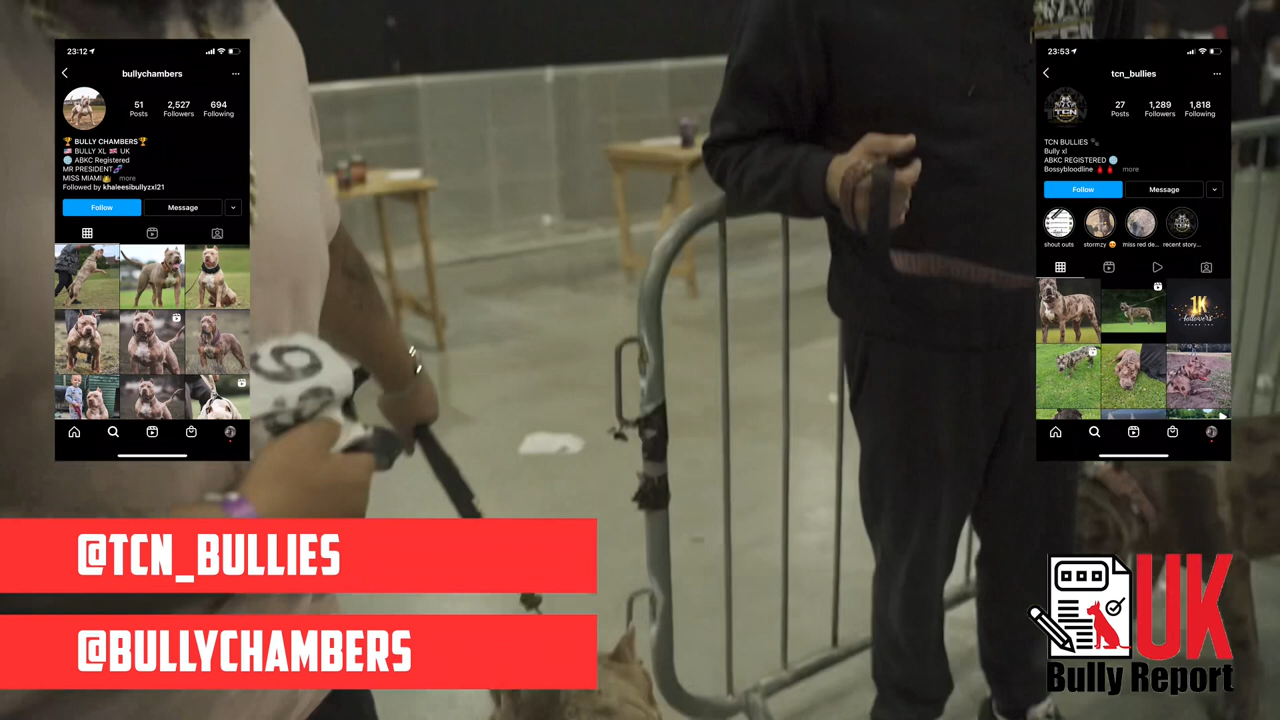 23:12
bullychambers
51
2,527
694
Posts
Followers
Following
🏆 BULLY CHAMBERS🏆
🇺🇸 BULLY XL 🇬🇧 UK
ABKC Registered
MR PRESIDENT
MISS MIAMI more
Followed by khaleesibullyzxl21
Follow
Message
23:53
tcn_bullies
TCN
27
1,289
1,818
Posts
Followers
Following
TCN BULLIES 🐾
Bully xl
ABKC REGISTERED
Bossybloodline more
Follow
Message
shout outs
stormzy 😍
miss red de...
recent story...
1K
followers
@TCN_BULLIES
@BULLYCHAMBERS
UK
Bully Report